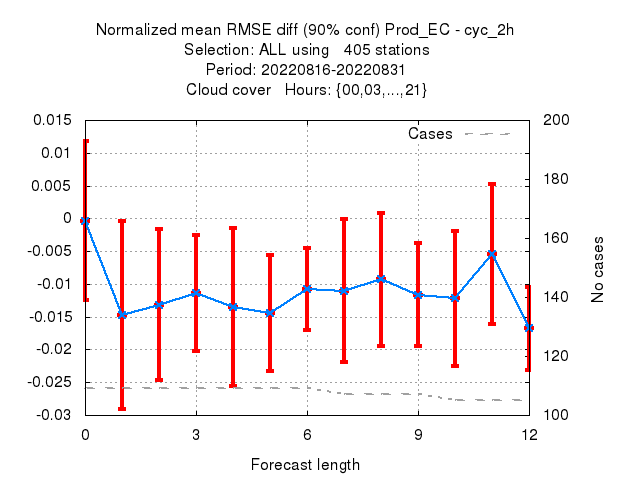 Normalized mean RMSE diff (90% conf) Prod_EC - cyc_2h
Selection: ALL using   405 stations
Period: 20220816-20220831
Cloud cover   Hours: {00,03,...,21}
0.015
0.01
0.005
0
-0.005
-0.01
-0.015
-0.02
-0.025
-0.03
Cases
200
180
160
140
120
100
No cases
0 3 6 9 12
Forecast length